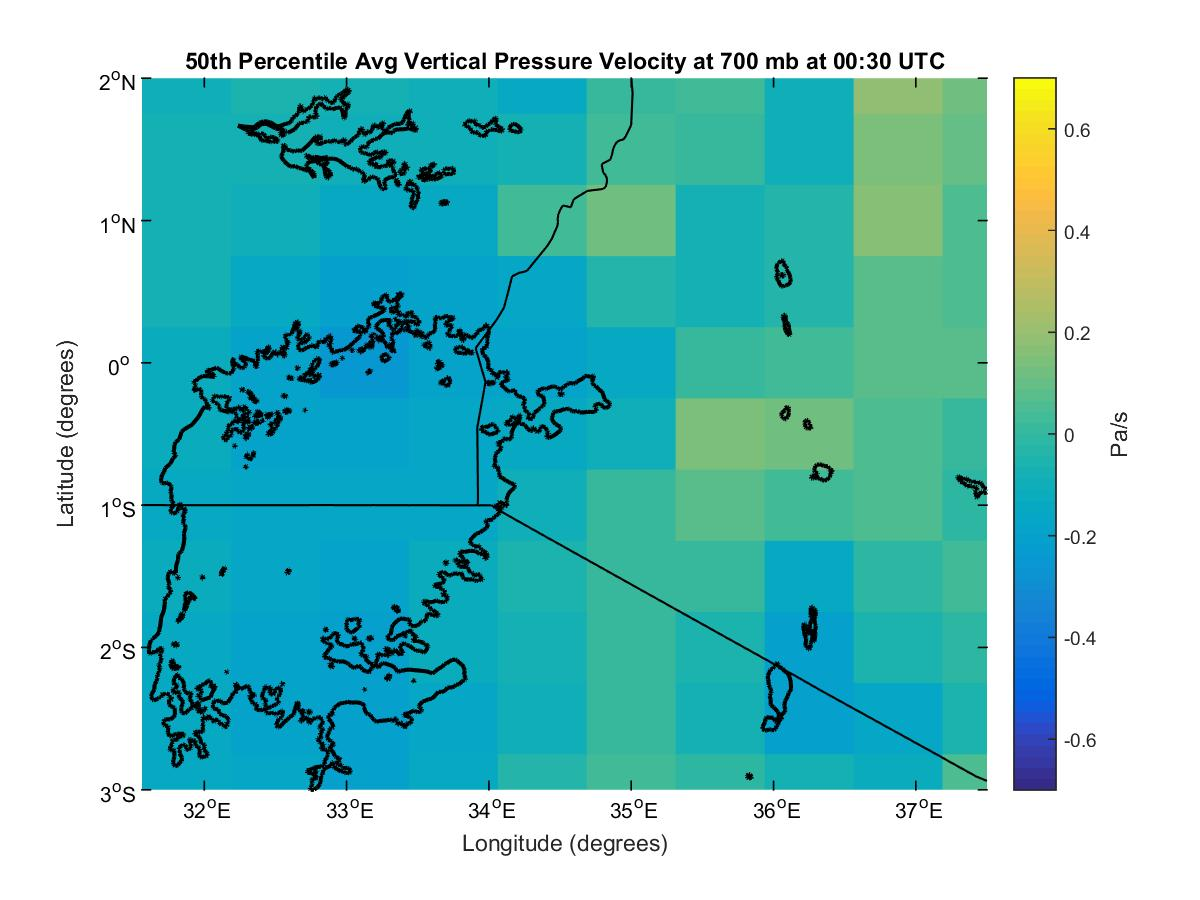 50th Percentile Avg Vertical Pressure Velocity at 700 mb at 00:30 UTC
2°N
1°N
0°
1°S
2°S
3°S
Latitude (degrees)
32°E 33°E 34°E 35°E 36°E 37°E
Longitude (degrees)
0.6
0.4
0.2
0
-0.2
-0.4
-0.6
Pa/s